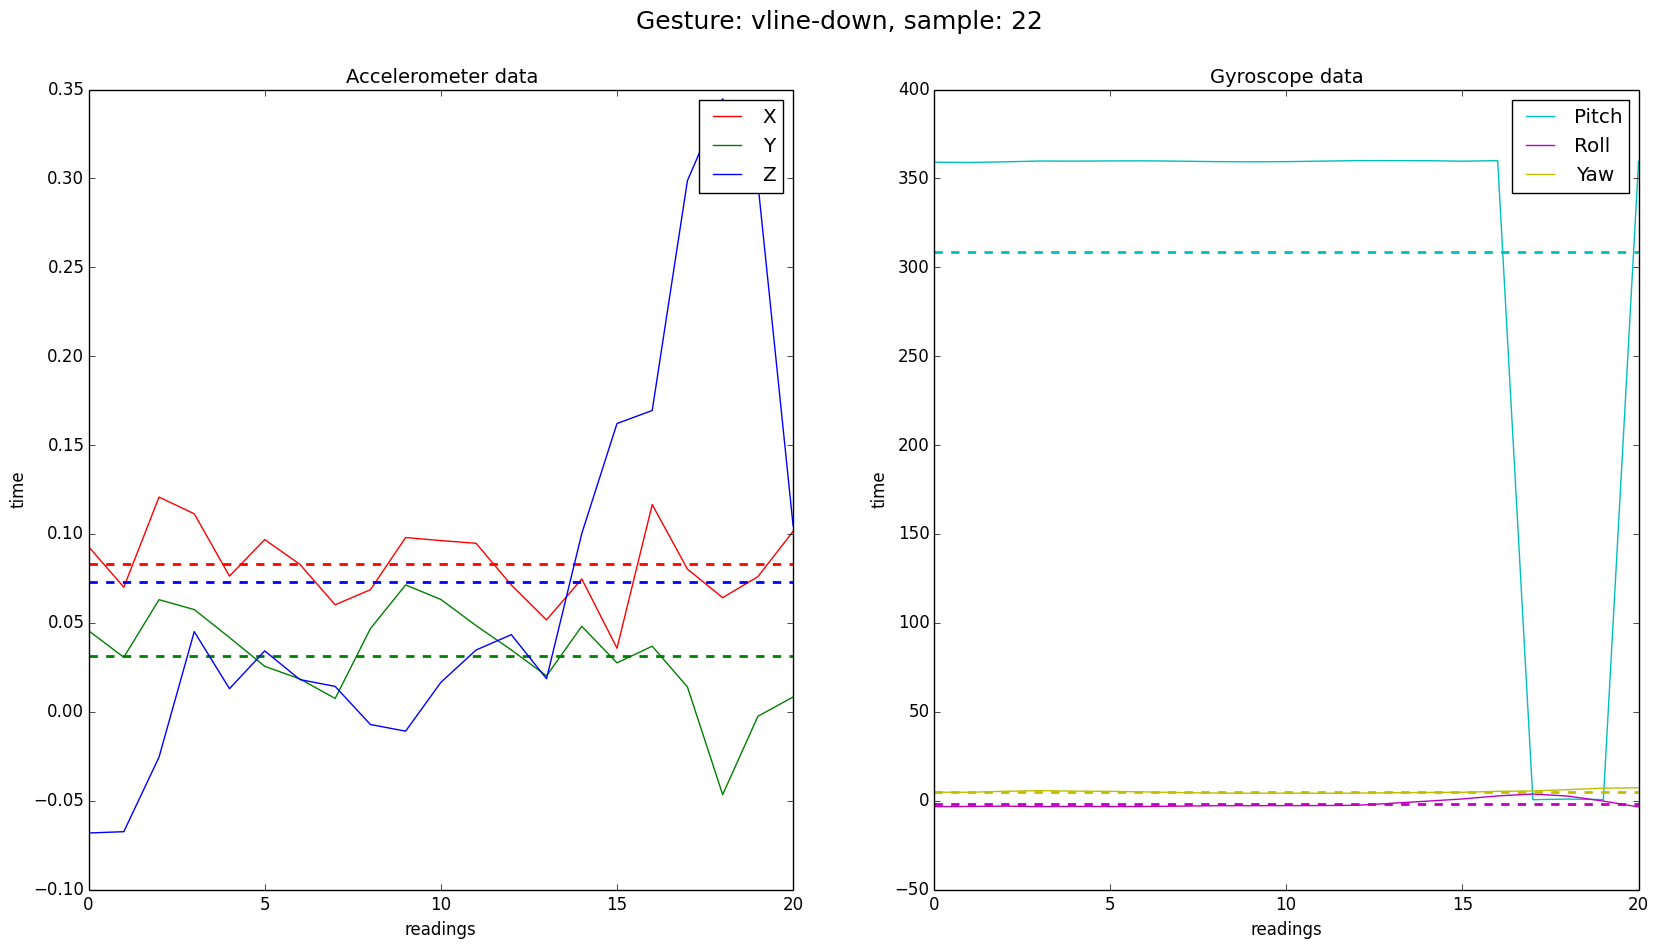 Gesture: vline-down, sample: 22
Accelerometer data
0.35
0.30
0.25
0.20
0.15
0.10
0.05
0.00
−0.05
−0.10
time
0
5
10
15
20
readings
X
Y
Z
Gyroscope data
400
350
300
250
200
150
100
50
0
−50
time
0
5
10
15
20
readings
Pitch
Roll
Yaw